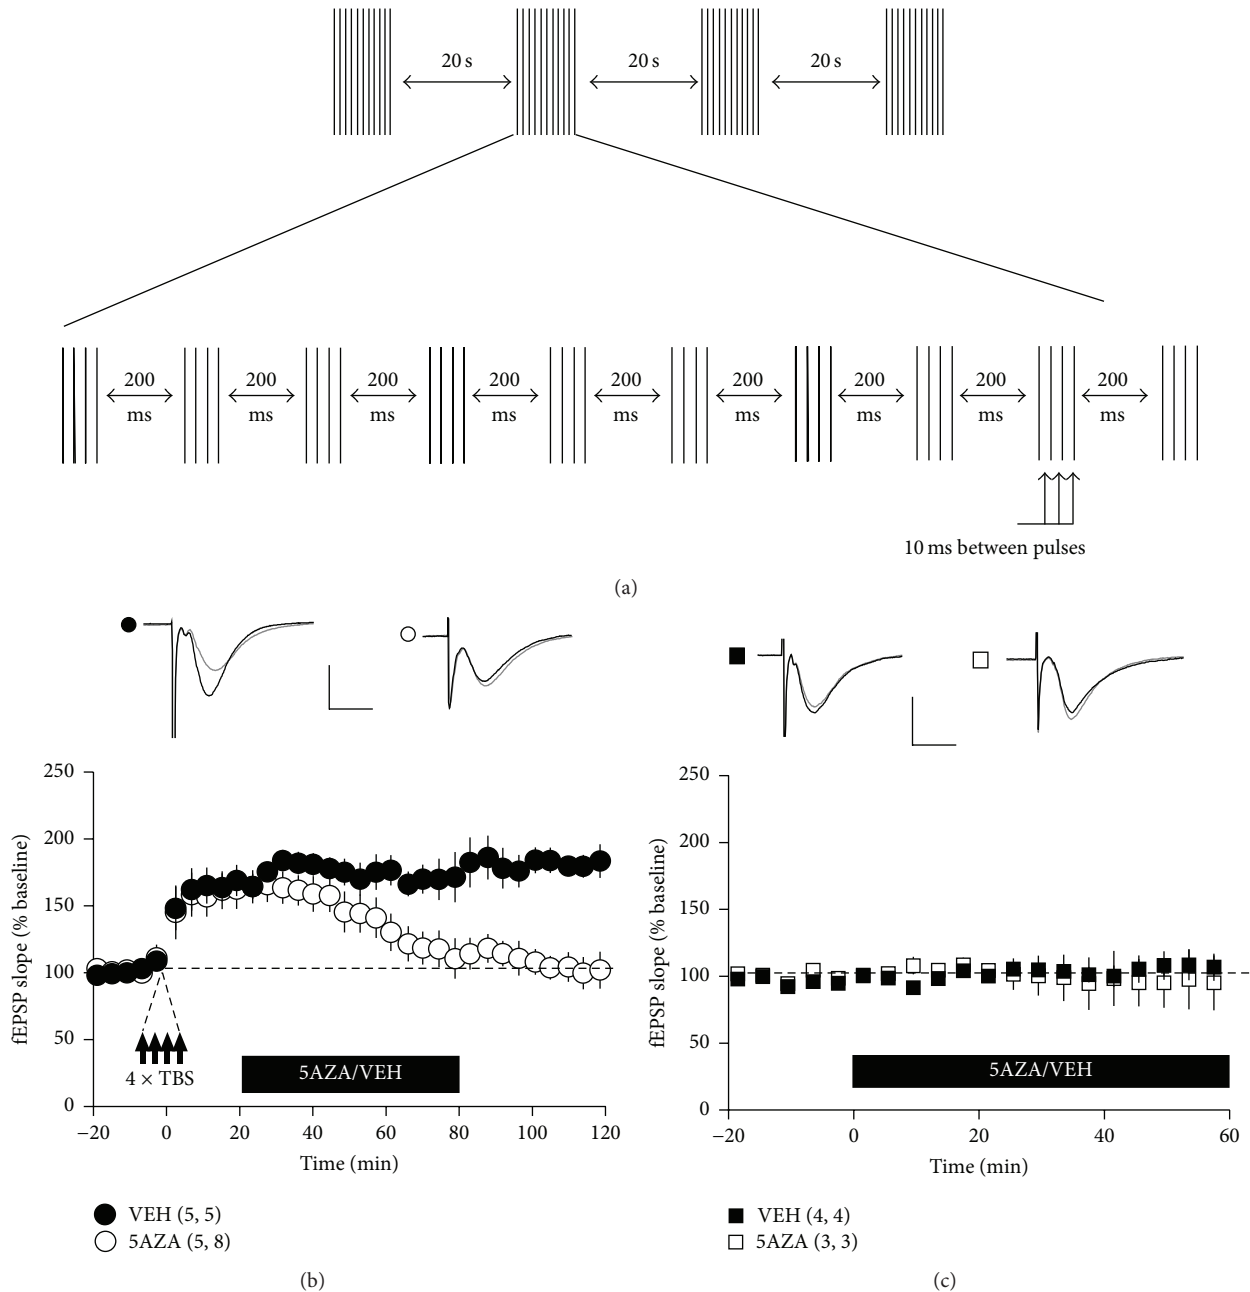 20 s 20 s 20 s
200 200 200 200 200 200 200 200 200
ms ms ms ms ms ms ms ms ms
10 ms between pulses
(a)
250
200
150
100
50
0
fEPSP slope (% baseline)
4 × TBS
5AZA/VEH
−20 0 20 40 60 80 100 120
Time (min)
VEH (5, 5)
5AZA (5, 8)
(b)
250
200
150
100
50
0
fEPSP slope (% baseline)
5AZA/VEH
−20 0 20 40 60
Time (min)
VEH (4, 4)
5AZA (3, 3)
(c)